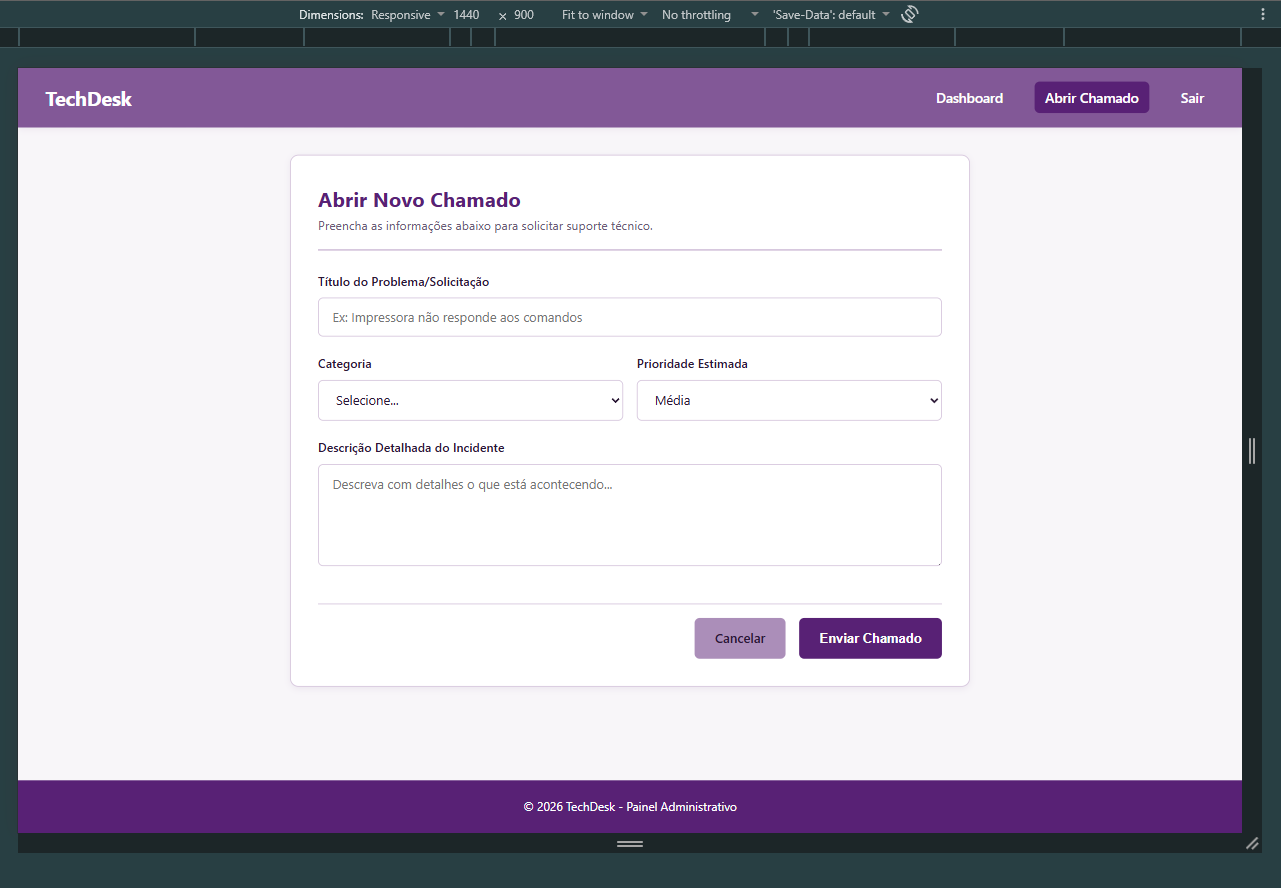 Dimensions: Responsive 1440 × 900 Fit to window No throttling 'Save-Data': default
TechDesk Dashboard Abrir Chamado Sair
Abrir Novo Chamado
Preencha as informações abaixo para solicitar suporte técnico.
Título do Problema/Solicitação
Ex: Impressora não responde aos comandos
Categoria Prioridade Estimada
Selecione... Média
Descrição Detalhada do Incidente
Descreva com detalhes o que está acontecendo...
Cancelar Enviar Chamado
© 2026 TechDesk - Painel Administrativo